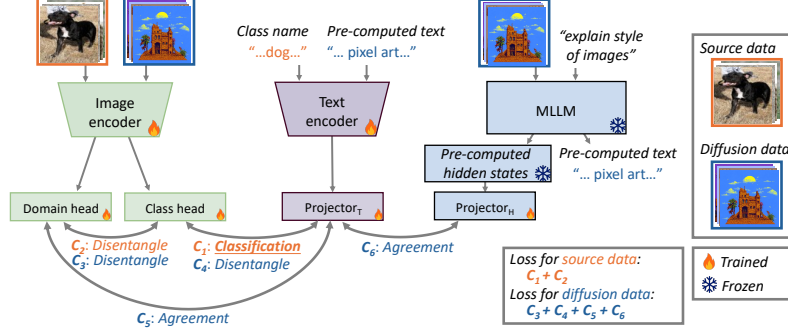 Class name
"...dog..."
Pre-computed text
"... pixel art..."
"explain style
of images"
Image
encoder
Text
encoder
MLLM
Pre-computed
hidden states
Pre-computed text
"... pixel art..."
Domain head
Class head
Projector_T
Projector_H
C₂: Disentangle
C₃: Disentangle
C₁: Classification
C₄: Disentangle
C₆: Agreement
C₅: Agreement
Source data
Diffusion data
Loss for source data:
C₁ + C₂
Loss for diffusion data:
C₃ + C₄ + C₅ + C₆
Trained
Frozen